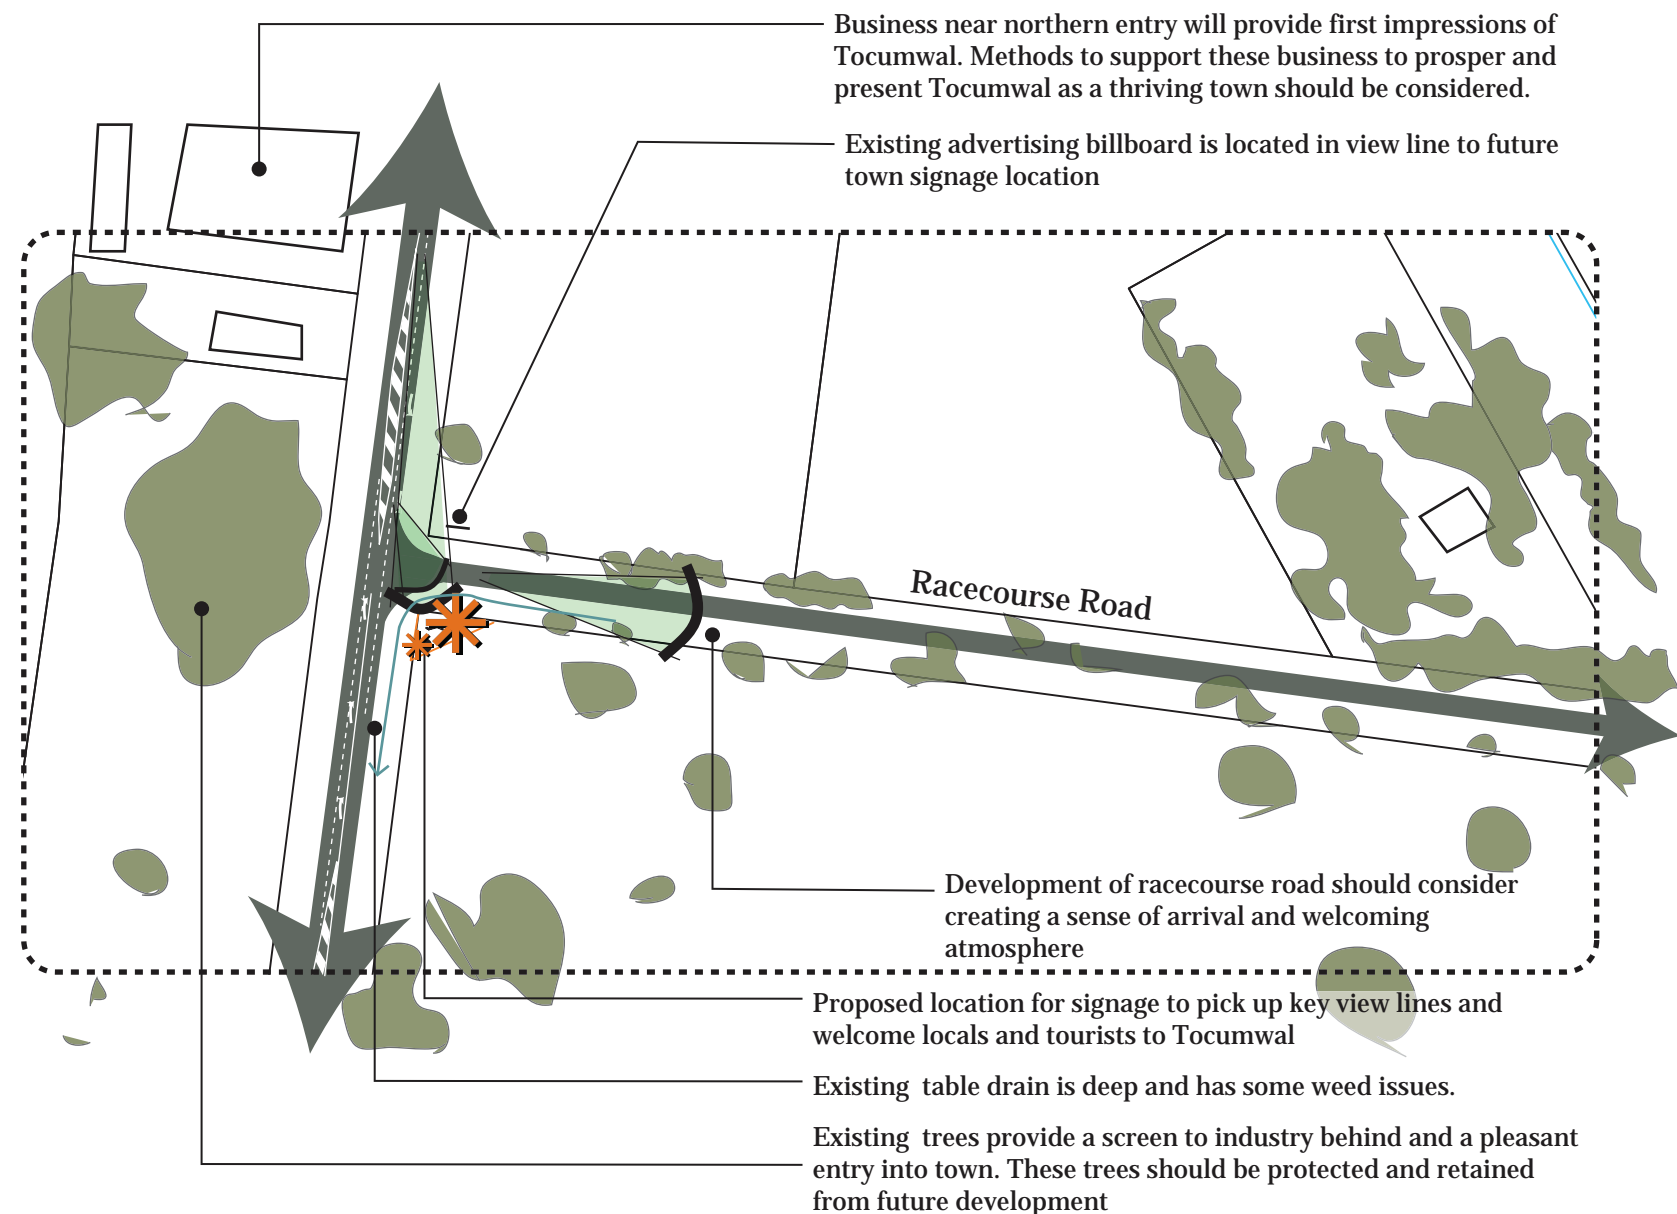 Business near northern entry will provide first impressions of
Tocumwal. Methods to support these business to prosper and
present Tocumwal as a thriving town should be considered.
Existing advertising billboard is located in view line to future
town signage location
Racecourse Road
Development of racecourse road should consider
creating a sense of arrival and welcoming
atmosphere
Proposed location for signage to pick up key view lines and
welcome locals and tourists to Tocumwal
Existing  table drain is deep and has some weed issues.
Existing  trees provide a screen to industry behind and a pleasant
entry into town. These trees should be protected and retained
from future development